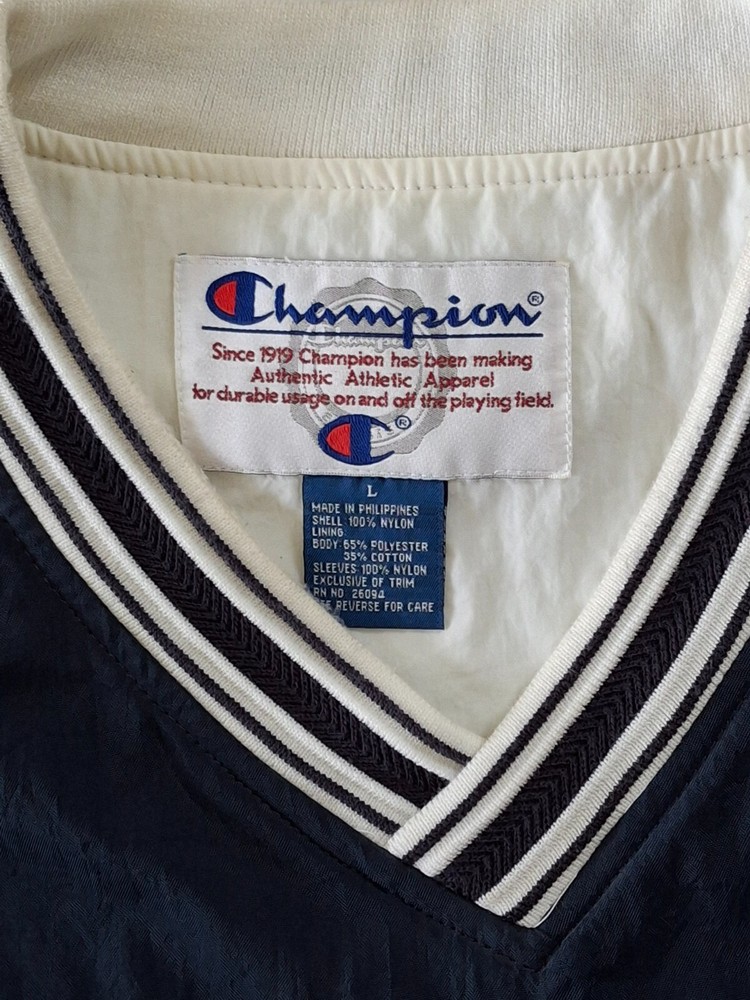 Champion®
Since 1919 Champion has been making
Authentic Athletic Apparel
for durable usage on and off the playing field.
®
L
MADE IN PHILIPPINES
SHELL 100% NYLON
LINING
BODY: 65% POLYESTER
35% COTTON
SLEEVES: 100% NYLON
EXCLUSIVE OF TRIM
RN NO. 26094
REVERSE FOR CARE